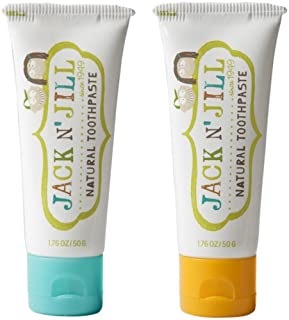 since 1949
JACK N' JILL
NATURAL TOOTHPASTE
1.76 OZ/50 G
since 1949
JACK N' JILL
NATURAL TOOTHPASTE
1.76 OZ/50 G